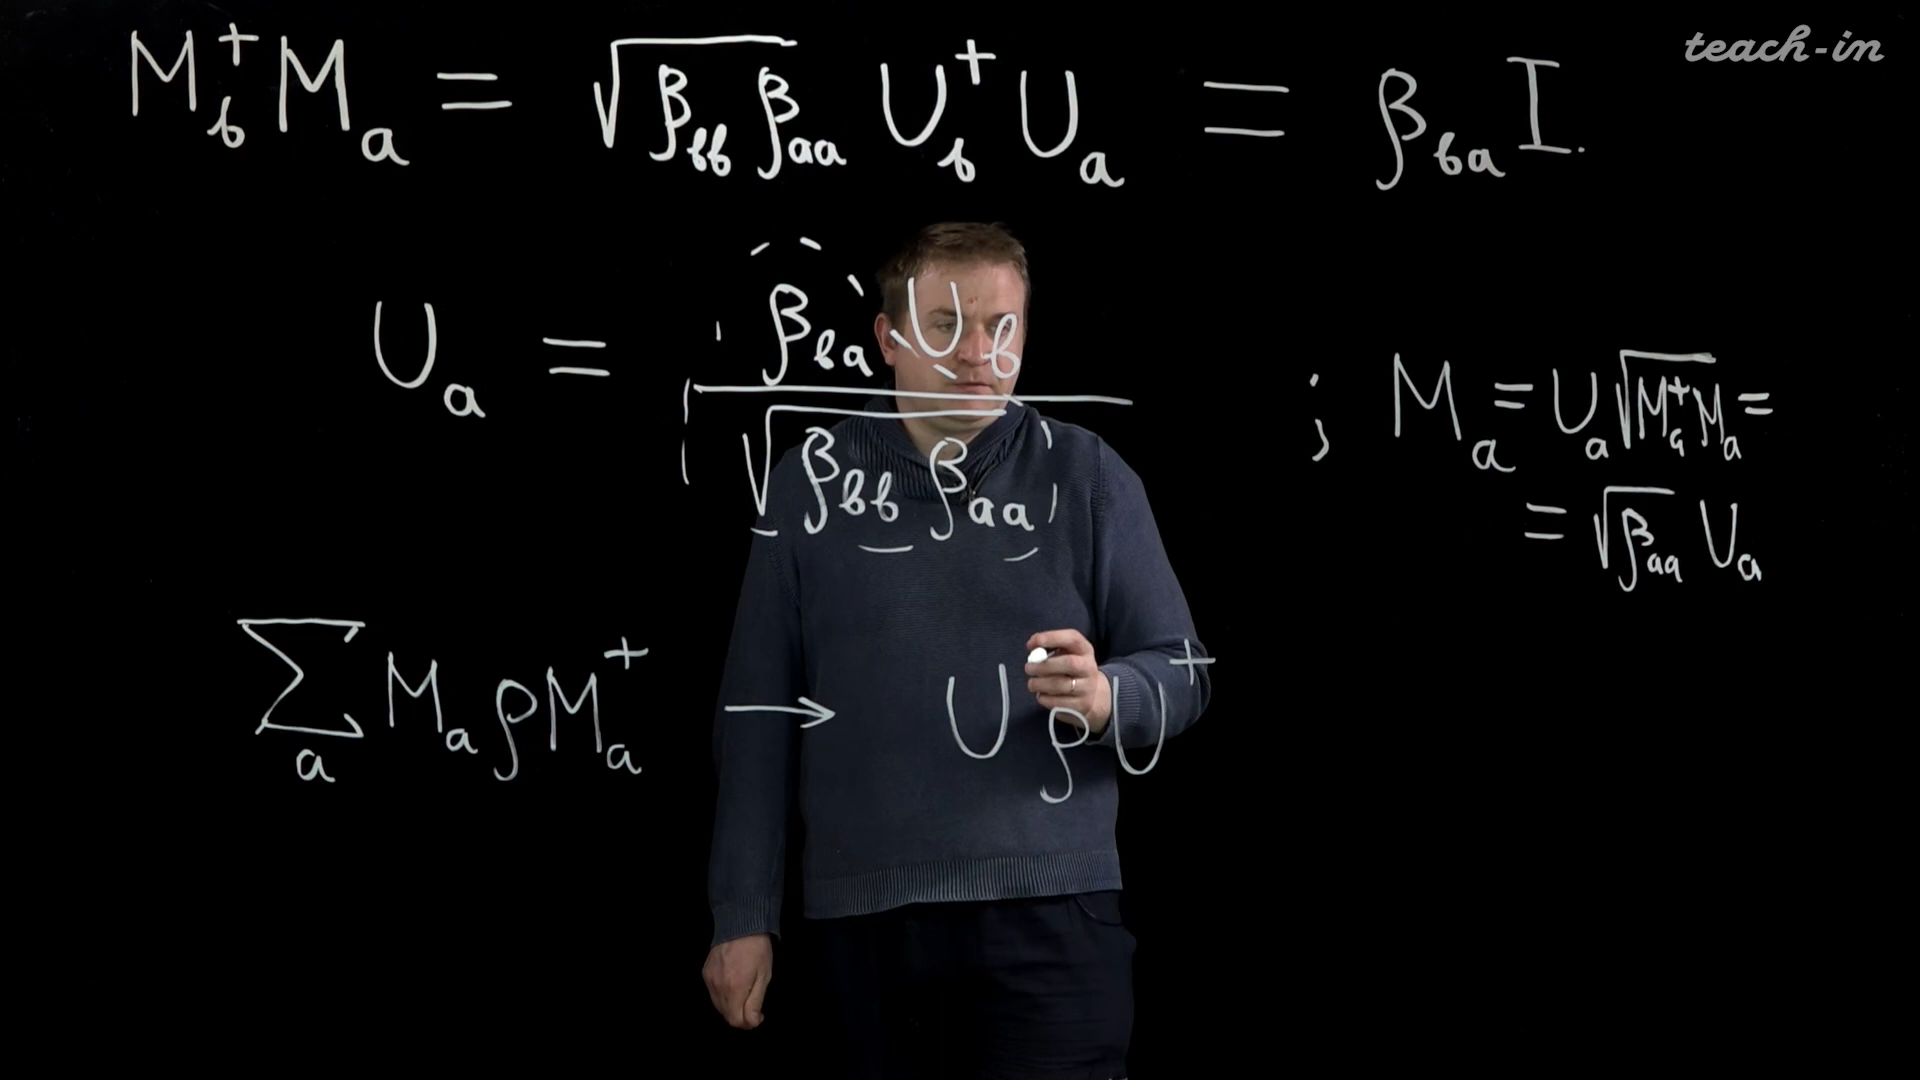 teach-in
M_b^+ M_a = √(β_bb β_aa) U_b^+ U_a = β_ba I.
U_a = β_ba U_b / √(β_bb β_aa) ; M_a = U_a √(M_a^+ M_a) =
= √(β_aa) U_a
∑_a M_a ρ M_a^+ → U ρ U^+